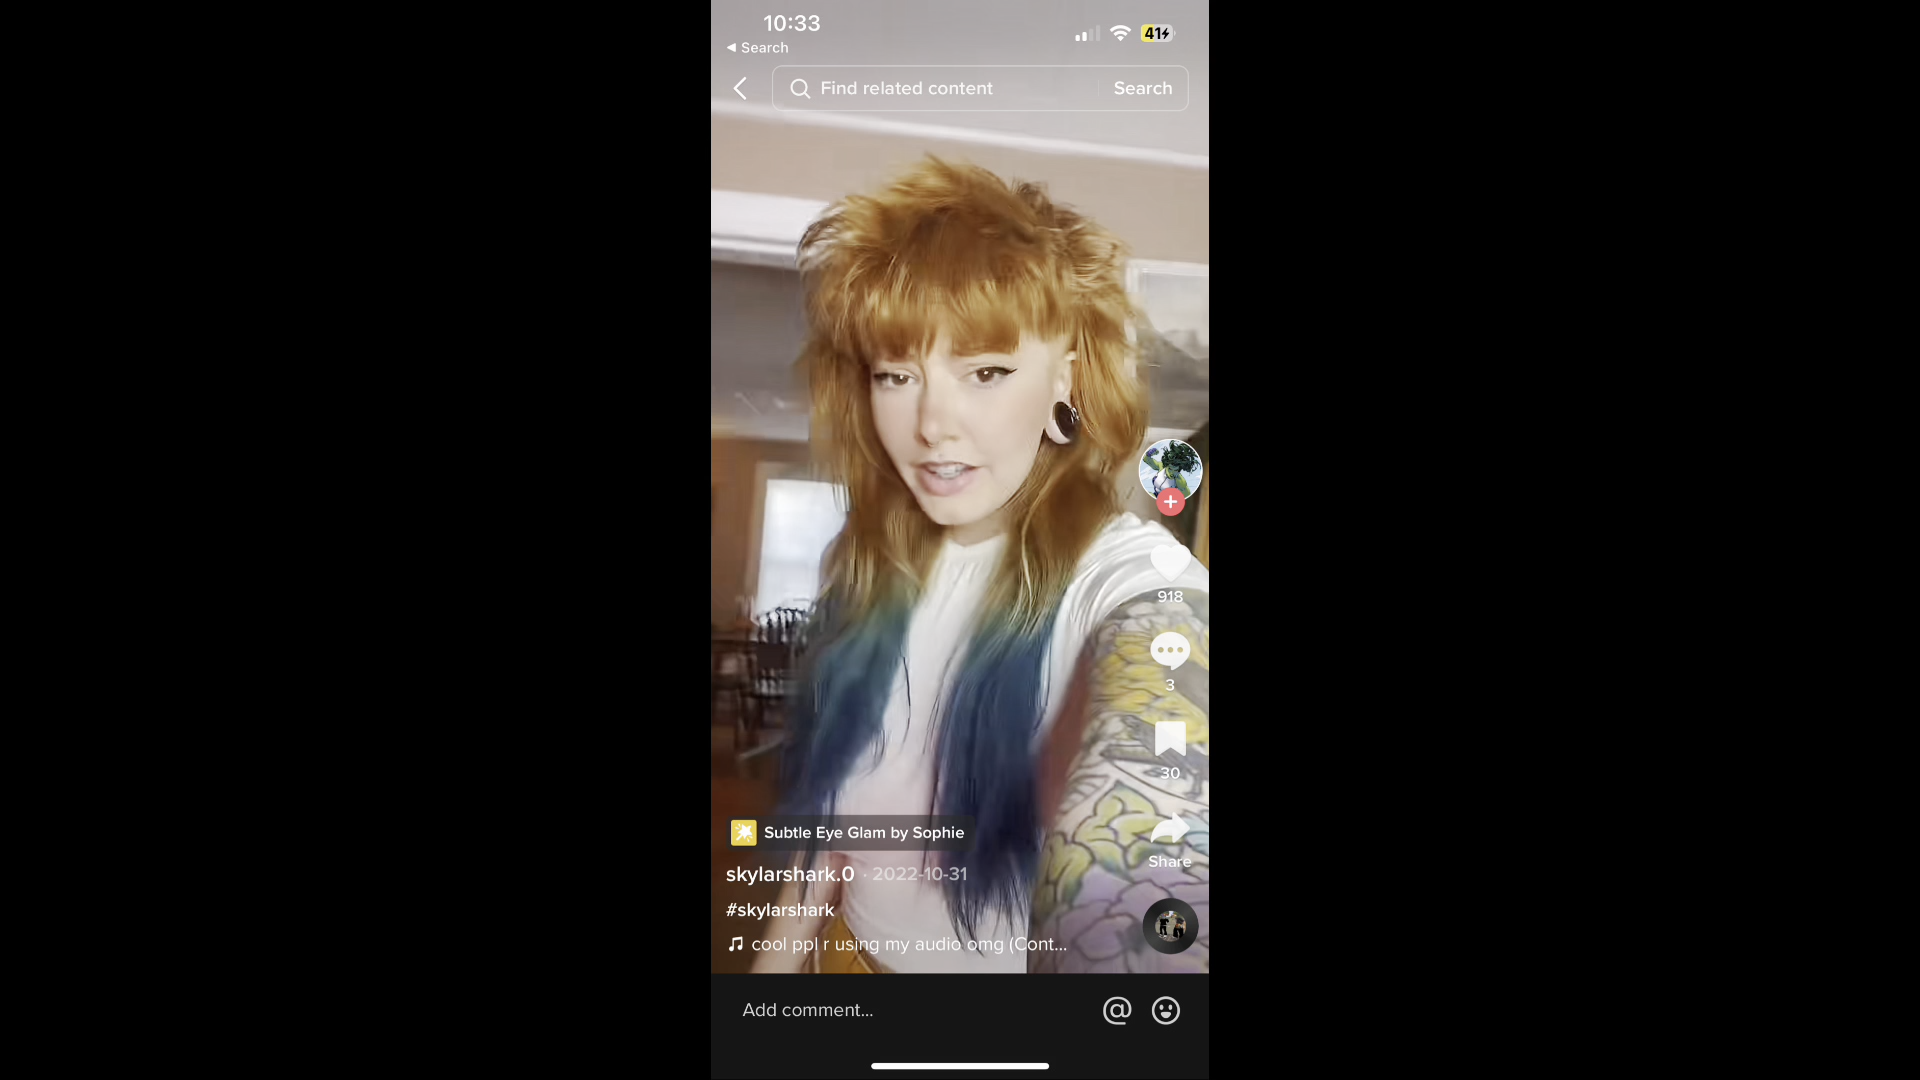 10:33
41
◀ Search
Find related content
Search
918
3
30
Subtle Eye Glam by Sophie
Share
skylarshark.0 · 2022-10-31
#skylarshark
cool ppl r using my audio omg (Cont...
Add comment...
@